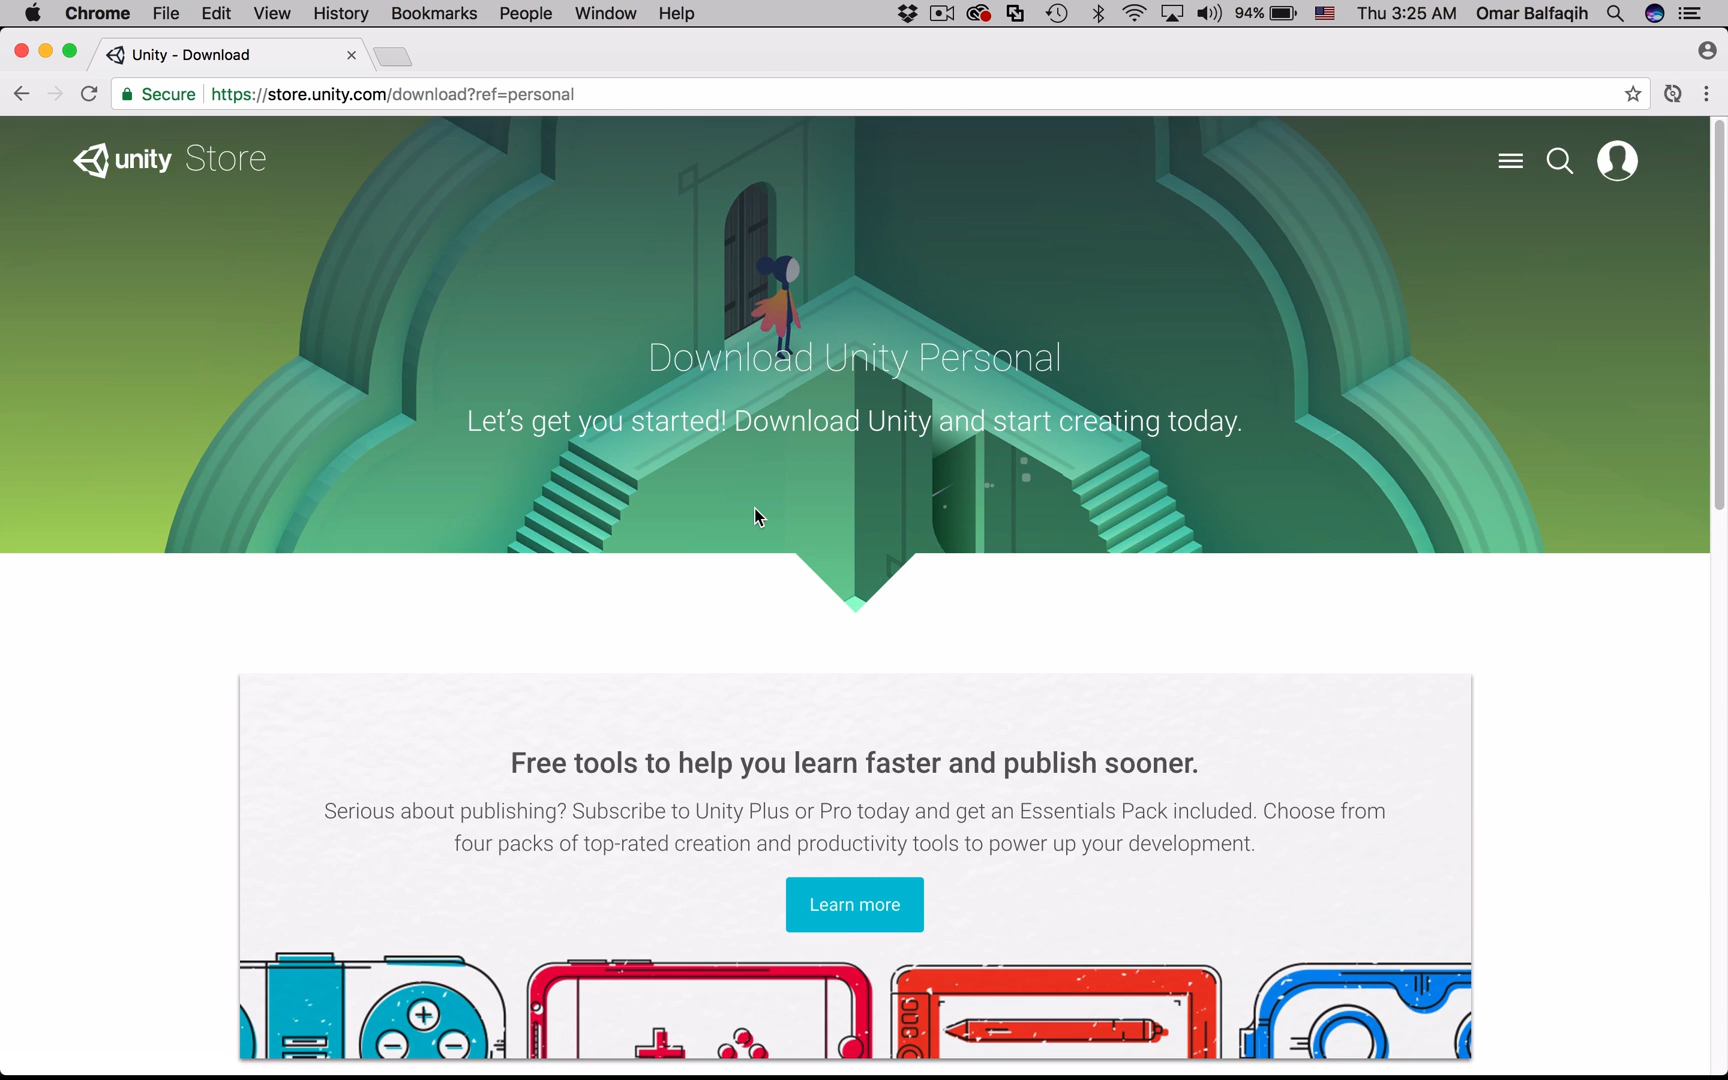 Chrome File Edit View History Bookmarks People Window Help 94% Thu 3:25 AM Omar Balfaqih
Unity - Download
Secure https://store.unity.com/download?ref=personal
unity Store
Download Unity Personal
Let's get you started! Download Unity and start creating today.
Free tools to help you learn faster and publish sooner.
Serious about publishing? Subscribe to Unity Plus or Pro today and get an Essentials Pack included. Choose from
four packs of top-rated creation and productivity tools to power up your development.
Learn more